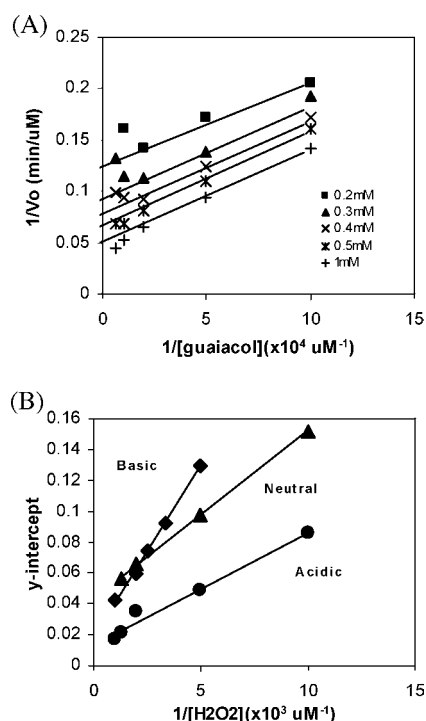 (A)
1/Vo (min/uM)
0.25
0.2
0.15
0.1
0.05
0
0
5
10
15
0.2mM
0.3mM
0.4mM
0.5mM
1mM
1/[guaiacol](x10⁴ uM⁻¹)
(B)
y-intercept
0.16
0.14
0.12
0.1
0.08
0.06
0.04
0.02
0
0
5
10
15
Basic
Neutral
Acidic
1/[H2O2](x10³ uM⁻¹)